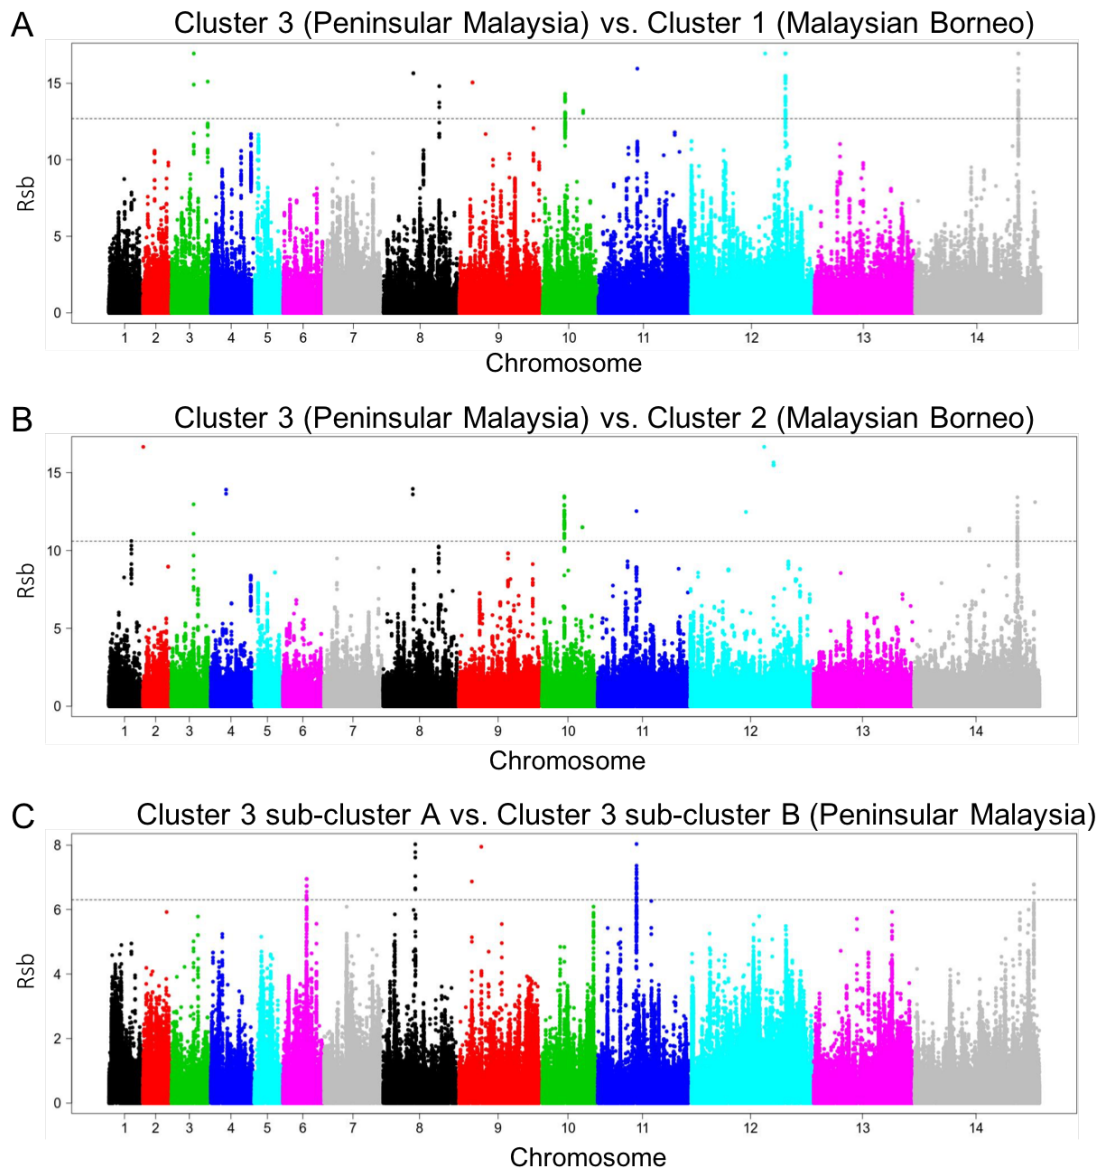 A
Cluster 3 (Peninsular Malaysia) vs. Cluster 1 (Malaysian Borneo)
15
10
5
0
Rsb
1 2 3 4 5 6 7 8 9 10 11 12 13 14
Chromosome
B
Cluster 3 (Peninsular Malaysia) vs. Cluster 2 (Malaysian Borneo)
15
10
5
0
Rsb
1 2 3 4 5 6 7 8 9 10 11 12 13 14
Chromosome
C
Cluster 3 sub-cluster A vs. Cluster 3 sub-cluster B (Peninsular Malaysia)
8
6
4
2
0
Rsb
1 2 3 4 5 6 7 8 9 10 11 12 13 14
Chromosome